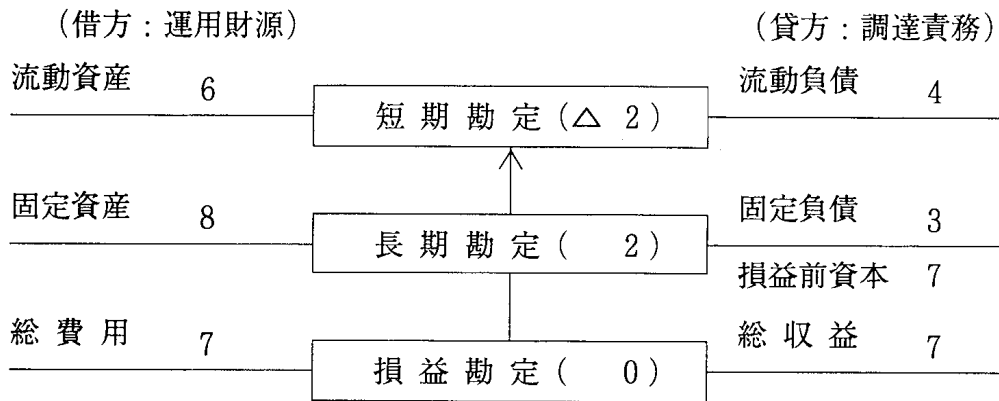 (借方:運用財源) (貸方:調達責務)
流動資産 6 短期勘定(△ 2) 流動負債 4
固定資産 8 長期勘定( 2) 固定負債 3
損益前資本 7
総費用 7 損益勘定( 0) 総収益 7